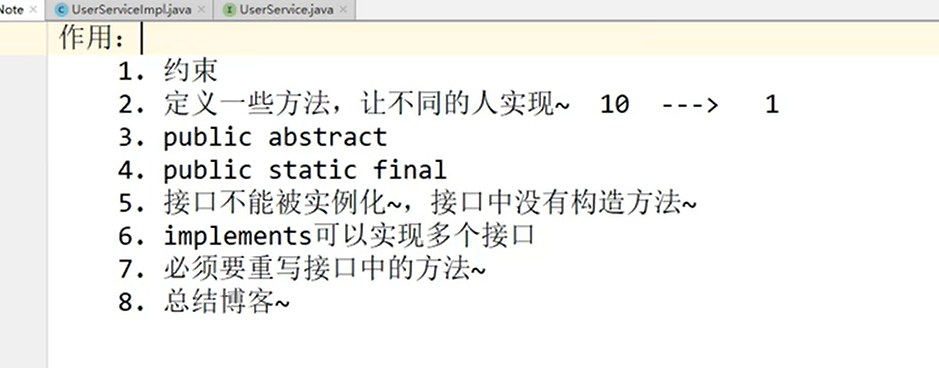 Note UserServiceImpl.java UserService.java
作用：
1. 约束
2. 定义一些方法，让不同的人实现~ 10 ---> 1
3. public abstract
4. public static final
5. 接口不能被实例化~，接口中没有构造方法~
6. implements可以实现多个接口
7. 必须要重写接口中的方法~
8. 总结博客~